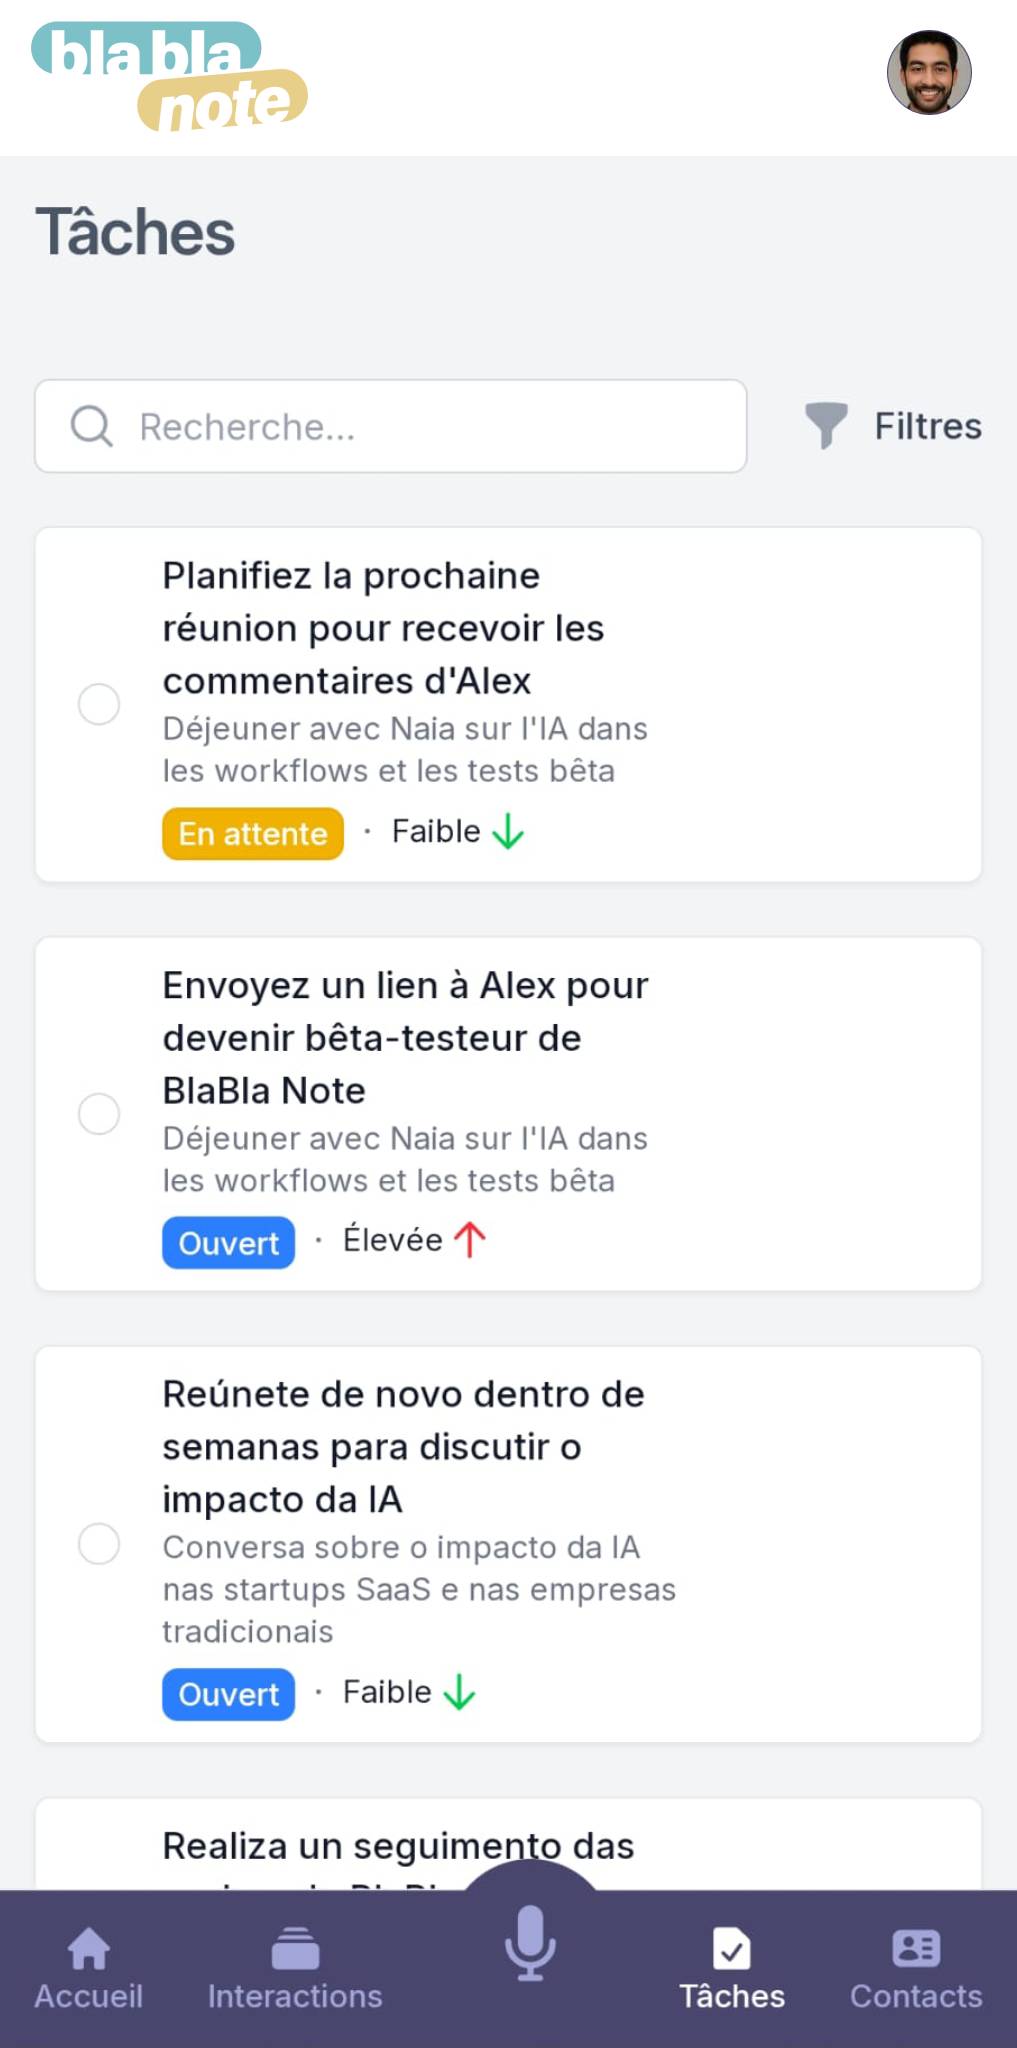 bla bla
note
Tâches
Recherche...
Filtres
Planifiez la prochaine
réunion pour recevoir les
commentaires d'Alex
Déjeuner avec Naia sur l'IA dans
les workflows et les tests bêta
En attente · Faible
Envoyez un lien à Alex pour
devenir bêta-testeur de
BlaBla Note
Déjeuner avec Naia sur l'IA dans
les workflows et les tests bêta
Ouvert · Élevée
Reúnete de novo dentro de
semanas para discutir o
impacto da IA
Conversa sobre o impacto da IA
nas startups SaaS e nas empresas
tradicionais
Ouvert · Faible
Realiza un seguimento das
Accueil
Interactions
Tâches
Contacts